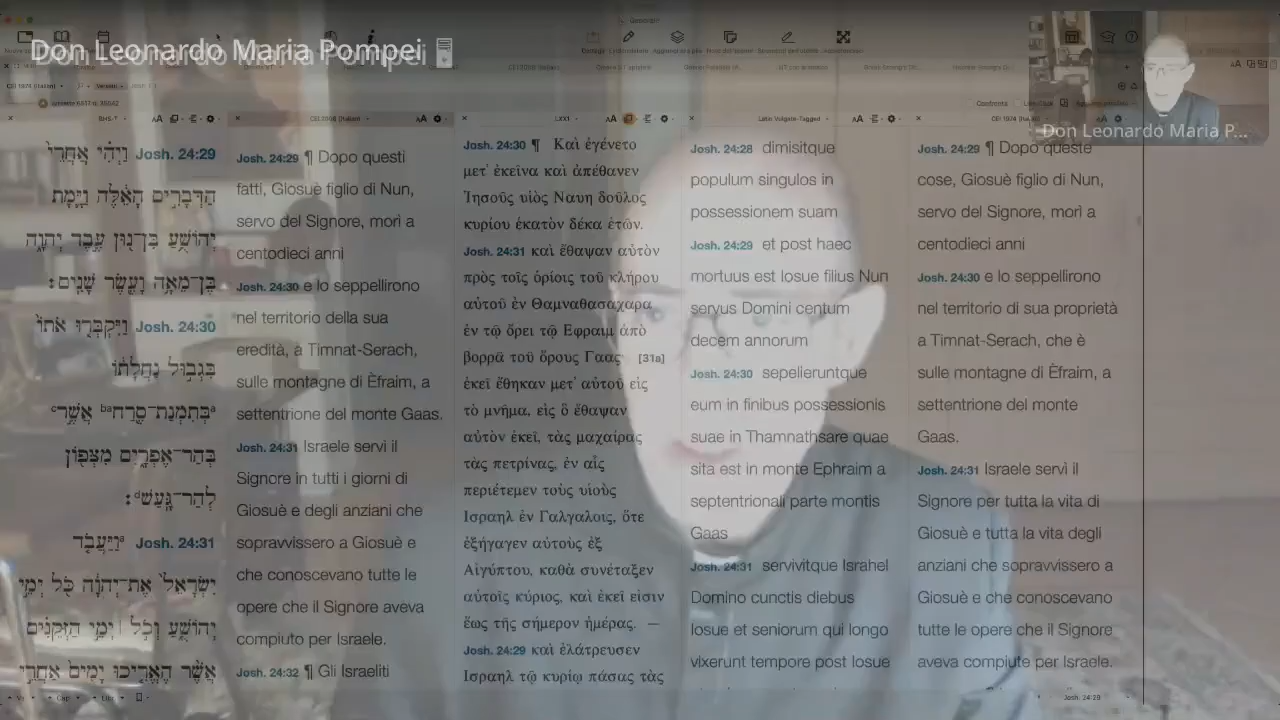 Don Leonardo Maria Pompei
Don Leonardo Maria P...
Josh. 24:29 וַיְהִ֗י אַחֲרֵי֙
הַדְּבָרִ֣ים הָאֵ֔לֶּה וַיָּ֛מָת
יְהוֹשֻׁ֥עַ בִּן־נ֖וּן עֶ֣בֶד יְהוָ֑ה
בֶּן־מֵאָ֥ה וָעֶ֖שֶׂר שָׁנִֽים׃
Josh. 24:30 וַיִּקְבְּר֤וּ אֹתוֹ֙
בִּגְב֣וּל נַחֲלָת֔וֹ
בְּתִמְנַת־סֶ֖רַח אֲשֶׁ֣ר
בְּהַר־אֶפְרָ֑יִם מִצְּפ֖וֹן
לְהַר־גָּֽעַשׁ׃
Josh. 24:31 וַיַּעֲבֹ֤ד
יִשְׂרָאֵל֙ אֶת־יְהוָ֔ה כֹּ֖ל יְמֵ֣י
יְהוֹשֻׁ֑עַ וְכֹ֣ל ׀ יְמֵ֣י הַזְּקֵנִ֗ים
אֲשֶׁ֨ר הֶאֱרִ֤יכוּ יָמִים֙ אַחֲרֵ֣י
Josh. 24:29 ¶ Dopo questi
fatti, Giosuè figlio di Nun,
servo del Signore, morì a
centodieci anni
Josh. 24:30 e lo seppellirono
nel territorio della sua
eredità, a Timnat-Serach,
sulle montagne di Èfraim, a
settentrione del monte Gaas.
Josh. 24:31 Israele servì il
Signore in tutti i giorni di
Giosuè e degli anziani che
sopravvissero a Giosuè e
che conoscevano tutte le
opere che il Signore aveva
compiuto per Israele.
Josh. 24:32 ¶ Gli Israeliti
Josh. 24:30 ¶ Καὶ ἐγένετο
μετ᾽ ἐκεῖνα καὶ ἀπέθανεν
Ἰησοῦς υἱὸς Ναυη δοῦλος
κυρίου ἑκατὸν δέκα ἐτῶν.
Josh. 24:31 καὶ ἔθαψαν αὐτὸν
πρὸς τοῖς ὁρίοις τοῦ κλήρου
αὐτοῦ ἐν Θαμναθασαχαρα
ἐν τῷ ὄρει τῷ Εφραιμ ἀπὸ
βορρᾶ τοῦ ὄρους Γαας· [31a]
ἐκεῖ ἔθηκαν μετ᾽ αὐτοῦ εἰς
τὸ μνῆμα, εἰς ὃ ἔθαψαν
αὐτὸν ἐκεῖ, τὰς μαχαίρας
τὰς πετρίνας, ἐν αἷς
περιέτεμεν τοὺς υἱοὺς
Ισραηλ ἐν Γαλγαλοις, ὅτε
ἐξήγαγεν αὐτοὺς ἐξ
Αἰγύπτου, καθὰ συνέταξεν
αὐτοῖς κύριος, καὶ ἐκεῖ εἰσιν
ἕως τῆς σήμερον ἡμέρας. —
Josh. 24:29 καὶ ἐλάτρευσεν
Ισραηλ τῷ κυρίῳ πάσας τὰς
Josh. 24:28 dimisitque
populum singulos in
possessionem suam
Josh. 24:29 et post haec
mortuus est Iosue filius Nun
servus Domini centum
decem annorum
Josh. 24:30 sepelieruntque
eum in finibus possessionis
suae in Thamnathsare quae
sita est in monte Ephraim a
septentrionali parte montis
Gaas
Josh. 24:31 servivitque Israhel
Domino cunctis diebus
Iosue et seniorum qui longo
vixerunt tempore post Iosue
Josh. 24:29 ¶ Dopo queste
cose, Giosuè figlio di Nun,
servo del Signore, morì a
centodieci anni
Josh. 24:30 e lo seppellirono
nel territorio di sua proprietà
a Timnat-Serach, che è
sulle montagne di Èfraim, a
settentrione del monte
Gaas.
Josh. 24:31 Israele servì il
Signore per tutta la vita di
Giosuè e tutta la vita degli
anziani che sopravvissero a
Giosuè e che conoscevano
tutte le opere che il Signore
aveva compiute per Israele.
Josh. 24:29